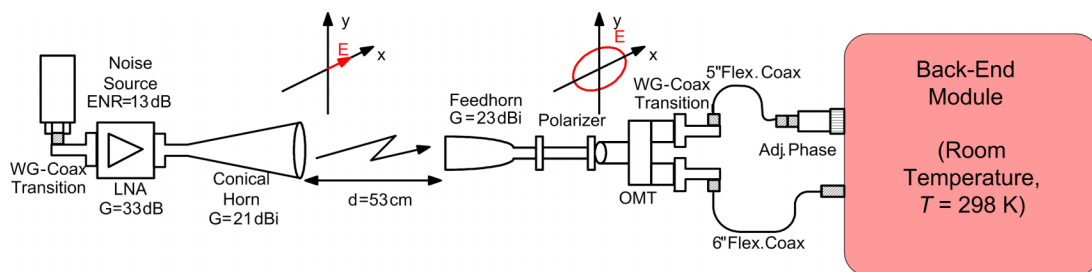 Noise
Source
ENR=13dB
WG-Coax
Transition
LNA
G=33dB
Conical
Horn
G=21dBi
y
x
E
d=53cm
Feedhorn
G=23dBi
Polarizer
y
E
x
WG-Coax
Transition
OMT
5"Flex.Coax
Adj.Phase
6"Flex.Coax
Back-End
Module
(Room
Temperature,
T = 298 K)